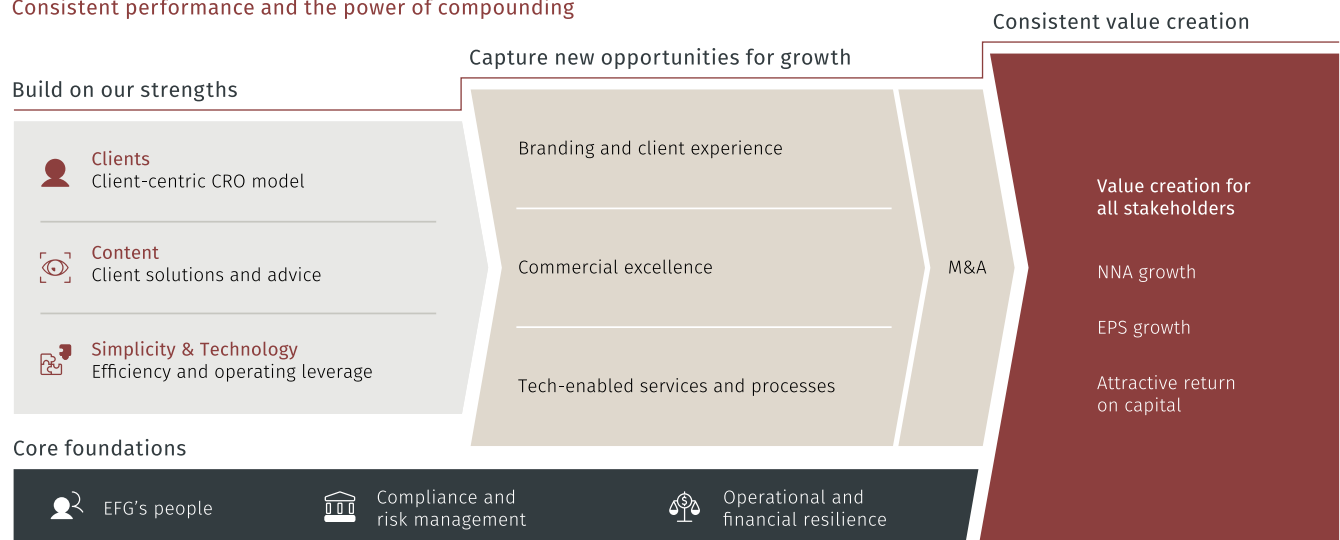 Consistent performance and the power of compounding
Build on our strengths
Clients
Client-centric CRO model
Content
Client solutions and advice
Simplicity & Technology
Efficiency and operating leverage
Capture new opportunities for growth
Branding and client experience
Commercial excellence
Tech-enabled services and processes
M&A
Consistent value creation
Value creation for
all stakeholders
NNA growth
EPS growth
Attractive return
on capital
Core foundations
EFG’s people
Compliance and
risk management
$
Operational and
financial resilience